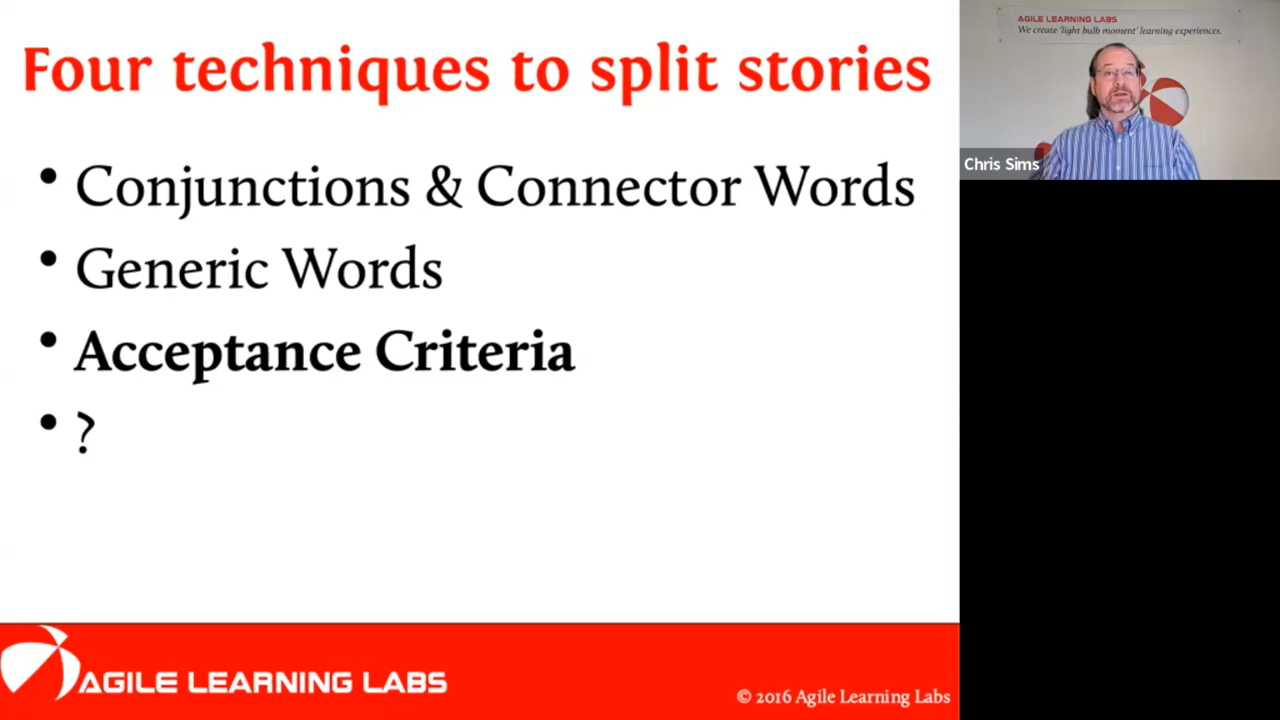 Four techniques to split stories
• Conjunctions & Connector Words
• Generic Words
• Acceptance Criteria
• ?
AGILE LEARNING LABS
© 2016 Agile Learning Labs
AGILE LEARNING LABS
We create 'light bulb moment' learning experiences.
Chris Sims